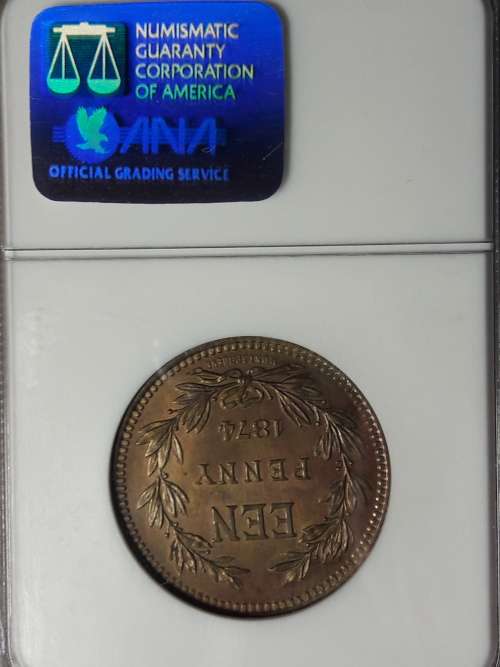 NUMISMATIC
GUARANTY
CORPORATION
OF AMERICA
ANA
OFFICIAL GRADING SERVICE
EEN
PENNY
1874